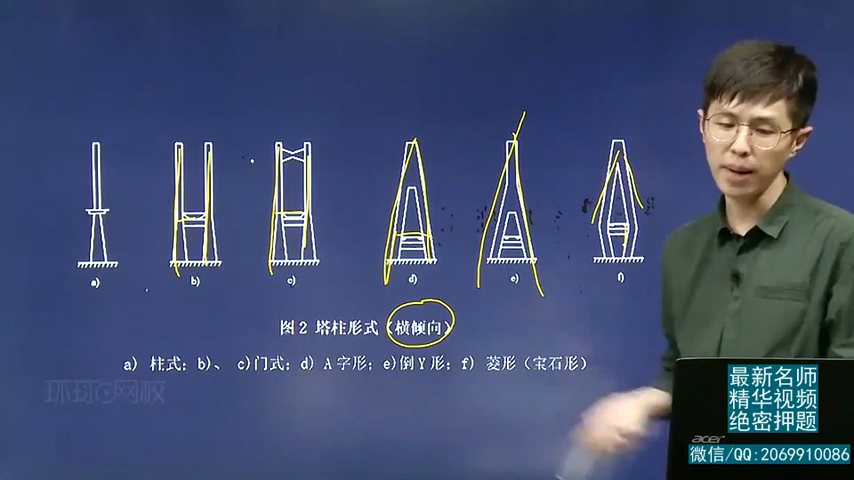 a)
b)
c)
d)
e)
f)
图2 塔柱形式（横倾向）
a) 柱式；b)、 c)门式；d) A字形；e)倒Y形；f) 菱形（宝石形）
环球网校
最新名师
精华视频
绝密押题
acer
微信/QQ:2069910086